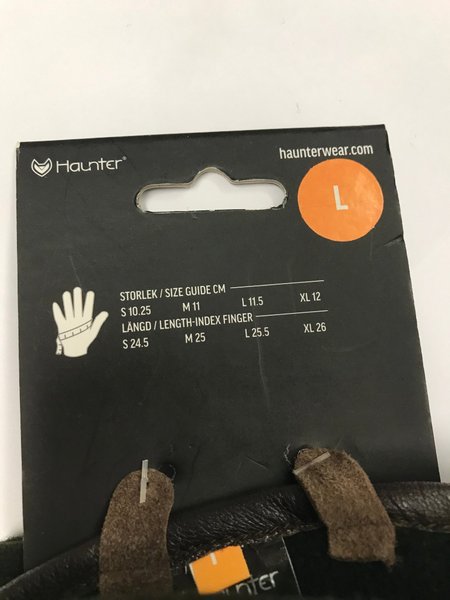 Haunter®
haunterwear.com
L
STORLEK / SIZE GUIDE CM
S 10.25 M 11 L 11.5 XL 12
LÄNGD / LENGTH-INDEX FINGER
S 24.5 M 25 L 25.5 XL 26